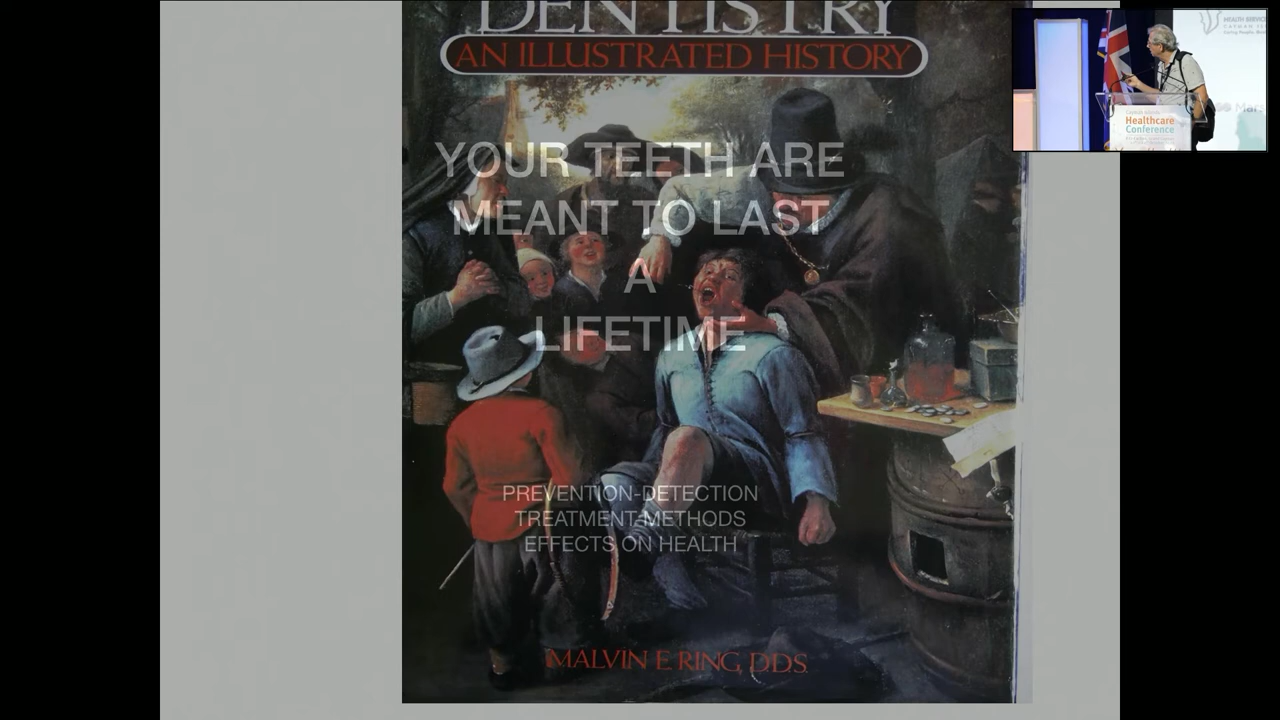 DENTISTRY
AN ILLUSTRATED HISTORY
YOUR TEETH ARE
MEANT TO LAST
A
LIFETIME
PREVENTION-DETECTION
TREATMENT-METHODS
EFFECTS ON HEALTH
MALVIN E. RING, D.D.S.
Healthcare
Conference